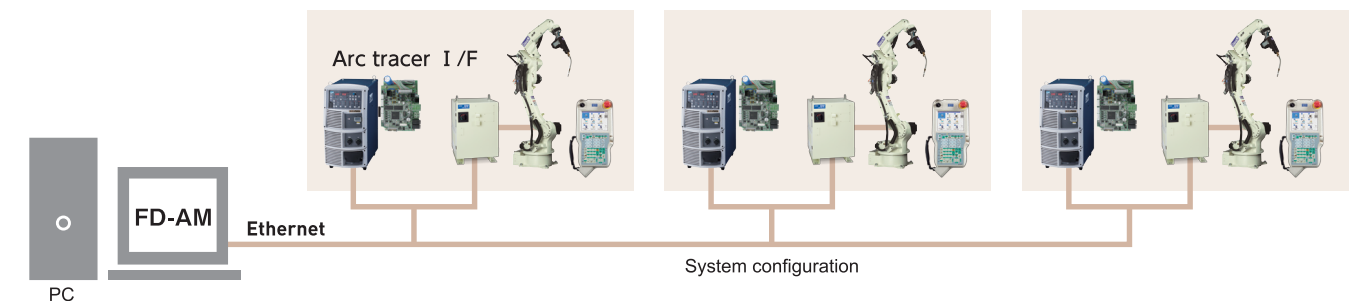 Arc tracer I /F
FD-AM
Ethernet
System configuration
PC